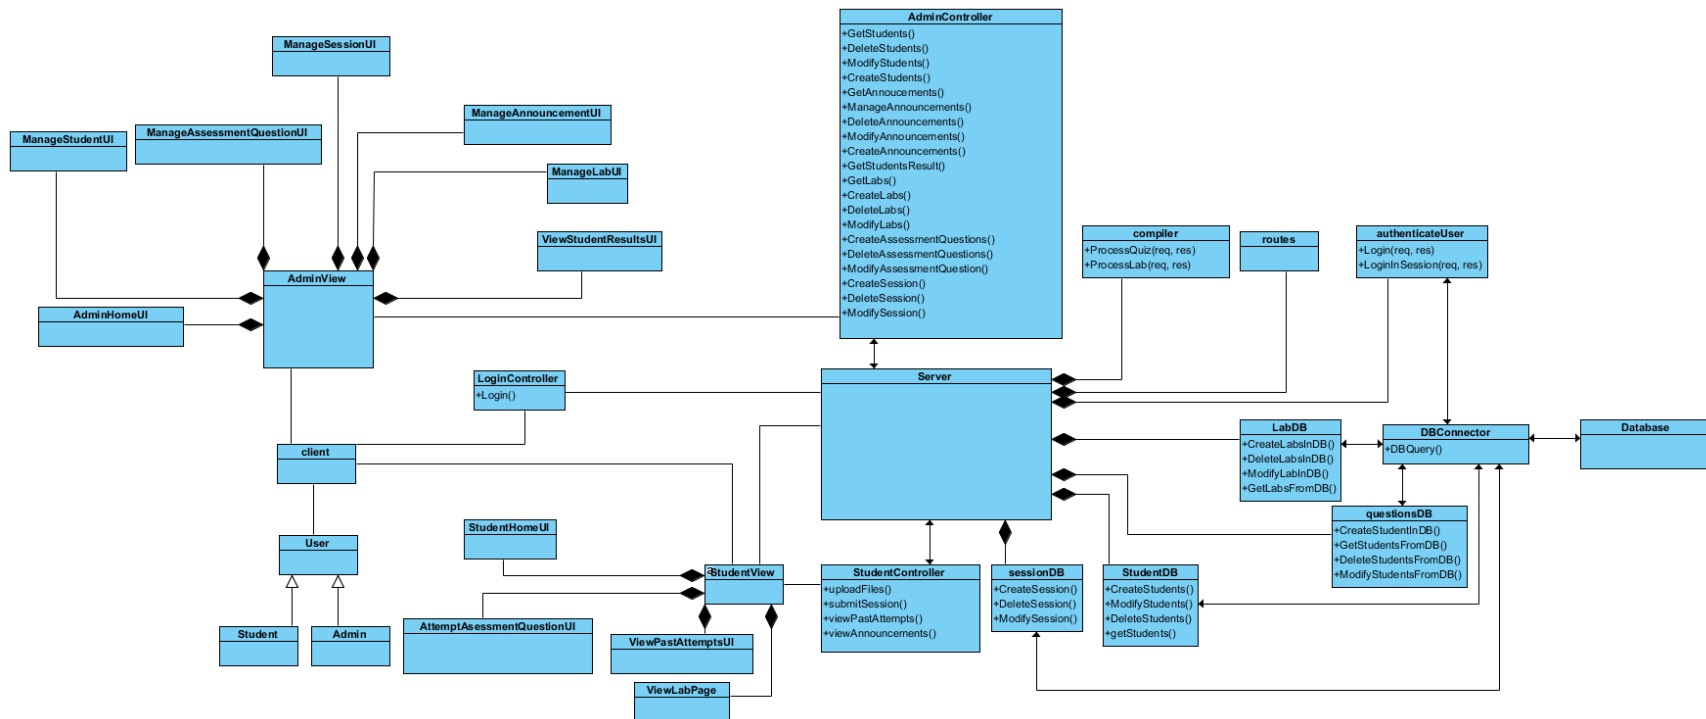 AdminController
+GetStudents()
+DeleteStudents()
+ModifyStudents()
+CreateStudents()
+GetAnnoucements()
+ManageAnnouncements()
+DeleteAnnouncements()
+ModifyAnnouncements()
+CreateAnnouncements()
+GetStudentsResult()
+GetLabs()
+CreateLabs()
+DeleteLabs()
+ModifyLabs()
+CreateAssessmentQuestions()
+DeleteAssessmentQuestions()
+ModifyAssessmentQuestion()
+CreateSession()
+DeleteSession()
+ModifySession()
ManageSessionUI
ManageAnnouncementUI
ManageAssessmentQuestionUI
ManageStudentUI
ManageLabUI
ViewStudentResultsUI
AdminView
AdminHomeUI
compiler
+ProcessQuiz(req, res)
+ProcessLab(req, res)
routes
authenticateUser
+Login(req, res)
+LoginInSession(req, res)
LoginController
+Login()
Server
client
LabDB
+CreateLabsInDB()
+DeleteLabsInDB()
+ModifyLabInDB()
+GetLabsFromDB()
DBConnector
+DBQuery()
Database
questionsDB
+CreateStudentInDB()
+GetStudentsFromDB()
+DeleteStudentsFromDB()
+ModifyStudentsFromDB()
User
Student
Admin
StudentHomeUI
a
StudentView
AttemptAsessmentQuestionUI
ViewPastAttemptsUI
ViewLabPage
StudentController
+uploadFiles()
+submitSession()
+viewPastAttempts()
+viewAnnouncements()
sessionDB
+CreateSession()
+DeleteSession()
+ModifySession()
StudentDB
+CreateStudents()
+ModifyStudents()
+DeleteStudents()
+getStudents()